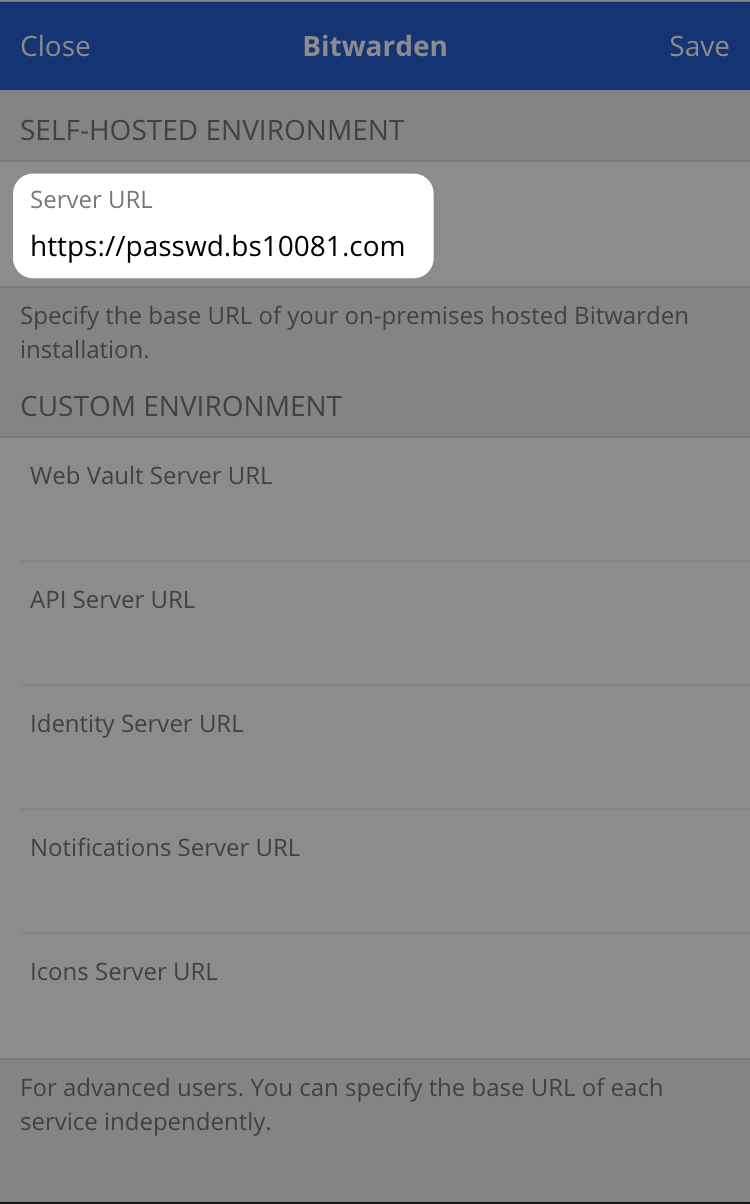 Close Bitwarden Save
SELF-HOSTED ENVIRONMENT
Server URL
https://passwd.bs10081.com
Specify the base URL of your on-premises hosted Bitwarden
installation.
CUSTOM ENVIRONMENT
Web Vault Server URL
API Server URL
Identity Server URL
Notifications Server URL
Icons Server URL
For advanced users. You can specify the base URL of each
service independently.